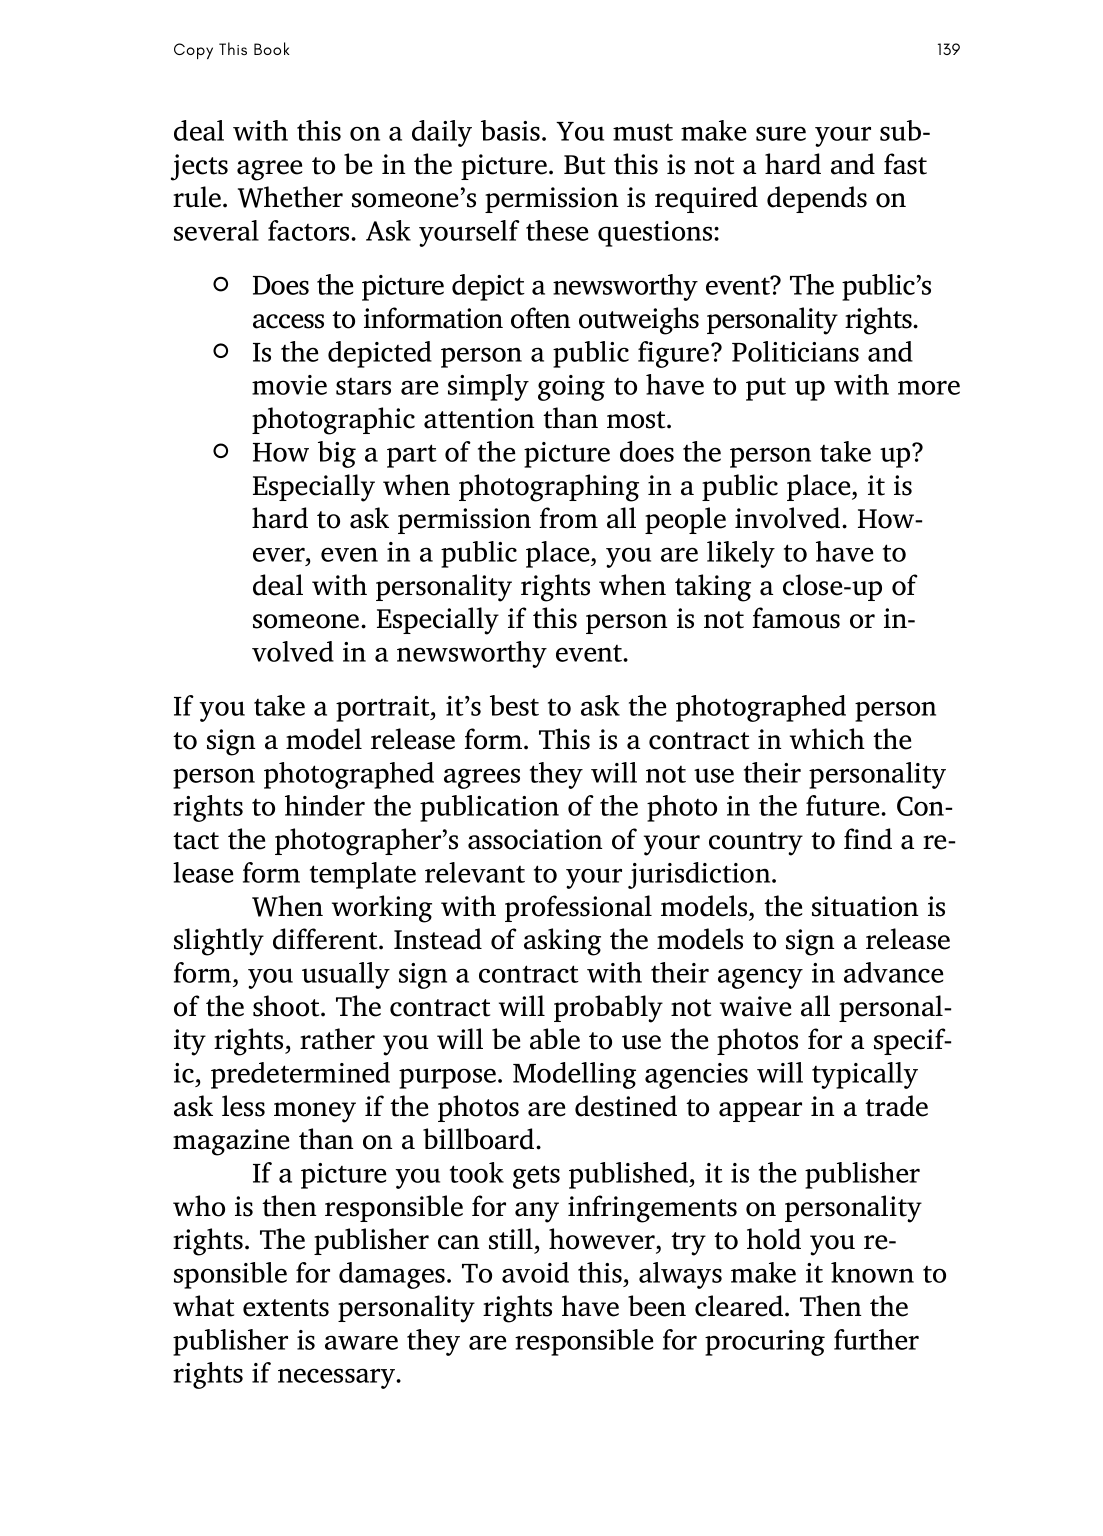 Copy This Book 139
deal with this on a daily basis. You must make sure your sub-
jects agree to be in the picture. But this is not a hard and fast
rule. Whether someone’s permission is required depends on
several factors. Ask yourself these questions:
Does the picture depict a newsworthy event? The public’s
access to information often outweighs personality rights.
Is the depicted person a public figure? Politicians and
movie stars are simply going to have to put up with more
photographic attention than most.
How big a part of the picture does the person take up?
Especially when photographing in a public place, it is
hard to ask permission from all people involved. How-
ever, even in a public place, you are likely to have to
deal with personality rights when taking a close-up of
someone. Especially if this person is not famous or in-
volved in a newsworthy event.
If you take a portrait, it’s best to ask the photographed person
to sign a model release form. This is a contract in which the
person photographed agrees they will not use their personality
rights to hinder the publication of the photo in the future. Con-
tact the photographer’s association of your country to find a re-
lease form template relevant to your jurisdiction.
When working with professional models, the situation is
slightly different. Instead of asking the models to sign a release
form, you usually sign a contract with their agency in advance
of the shoot. The contract will probably not waive all personal-
ity rights, rather you will be able to use the photos for a specif-
ic, predetermined purpose. Modelling agencies will typically
ask less money if the photos are destined to appear in a trade
magazine than on a billboard.
If a picture you took gets published, it is the publisher
who is then responsible for any infringements on personality
rights. The publisher can still, however, try to hold you re-
sponsible for damages. To avoid this, always make it known to
what extents personality rights have been cleared. Then the
publisher is aware they are responsible for procuring further
rights if necessary.